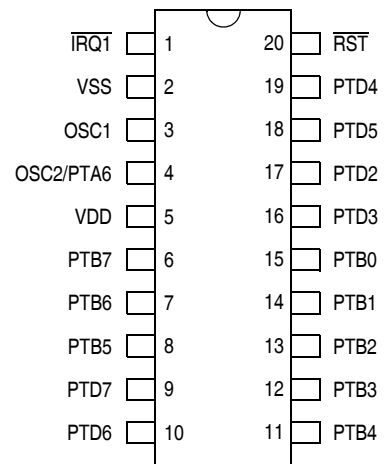 IRQ1 1 20 RST
VSS 2 19 PTD4
OSC1 3 18 PTD5
OSC2/PTA6 4 17 PTD2
VDD 5 16 PTD3
PTB7 6 15 PTB0
PTB6 7 14 PTB1
PTB5 8 13 PTB2
PTD7 9 12 PTB3
PTD6 10 11 PTB4